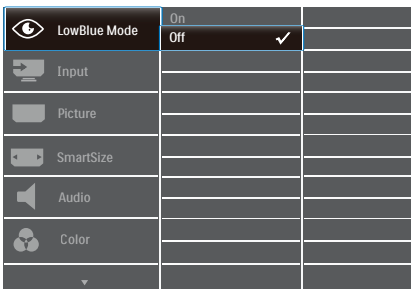 LowBlue Mode
On
Off
Input
Picture
SmartSize
Audio
Color